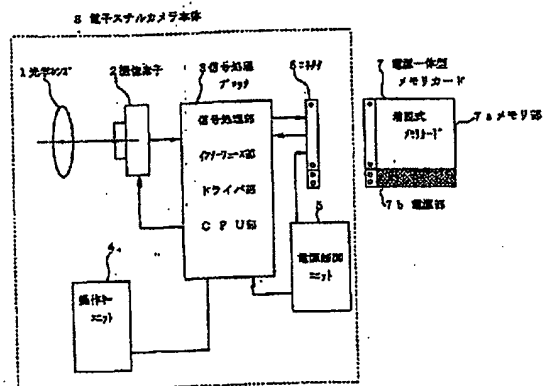 8 電子スチルカメラ本体
1 光学レンズ
2 撮像素子
3 信号処理
ブロック
6 コネクタ
7 電源一体型
メモリカード
信号処理部
インターフェース部
ドライバ部
CPU部
着脱式
メモリカード
7a メモリ部
7b 電源部
4
操作キー
ユニット
5
電源制御
ユニット